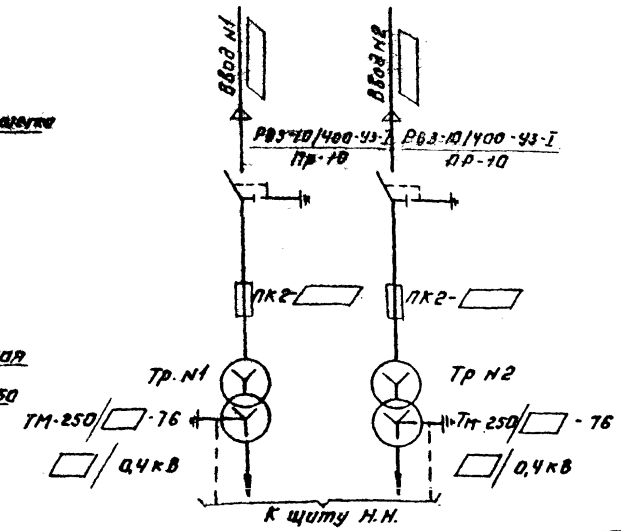 Ввод №1
Ввод №2
РВЗ-10/400-УЗ-I
Пр-10
РВЗ-10/400-УЗ-I
ПР-10
ПК2-
ПК2-
Тр. №1
Тр №2
ТМ-250/ -76
/ 0,4кВ
Тм-250/ -76
/ 0,4кВ
50
К щиту Н.Н.